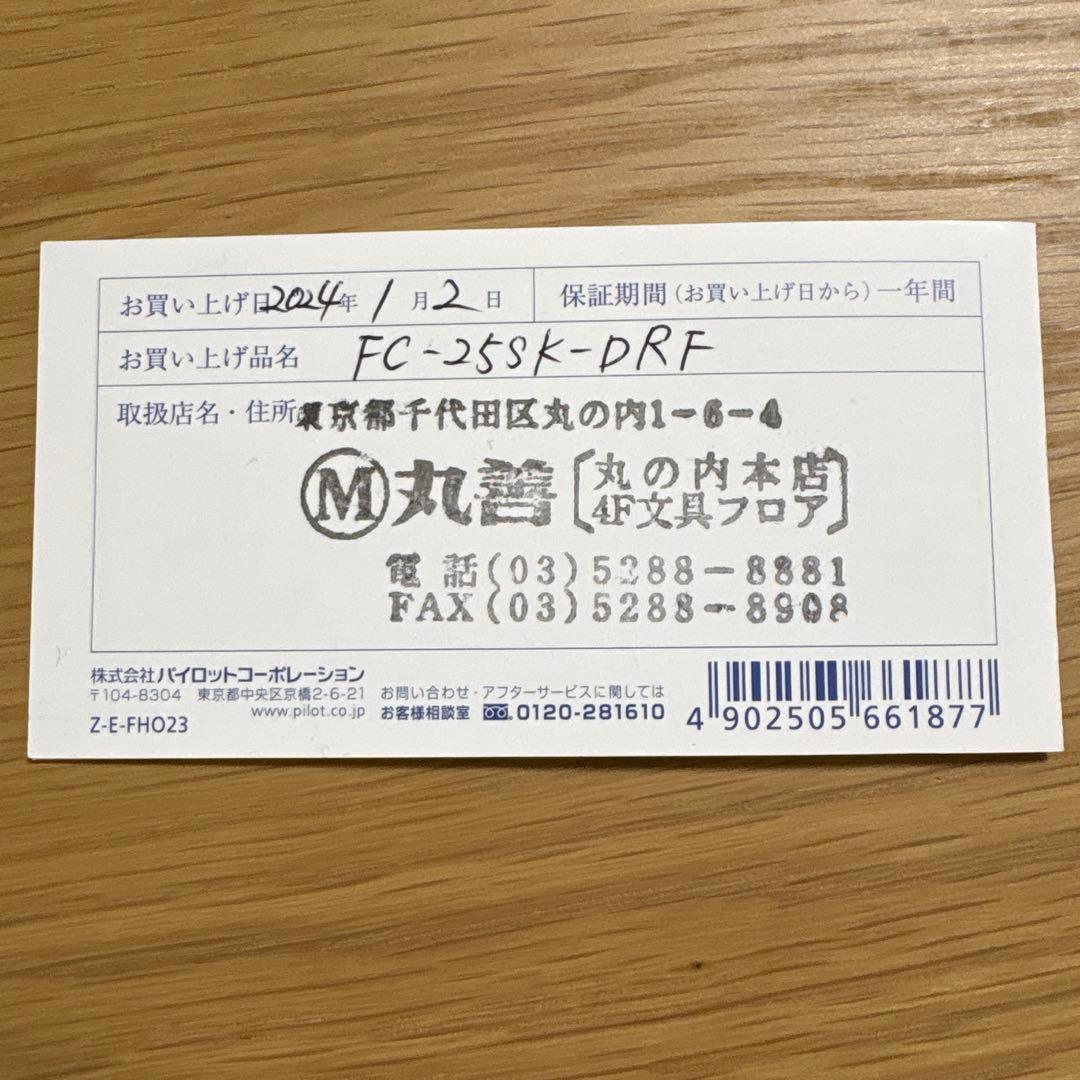 お買い上げ日2024年 1月2日 保証期間（お買い上げ日から）一年間
お買い上げ品名 FC-25SK-DRF
取扱店名・住所 東京都千代田区丸の内1-6-4
Ⓜ丸善〔丸の内本店
4F文具フロア〕
電話(03)5288-8881
FAX(03)5288-8908
株式会社パイロットコーポレーション
〒104-8304 東京都中央区京橋2-6-21
www.pilot.co.jp
Z-E-FHO23
お問い合わせ・アフターサービスに関しては
お客様相談室 0120-281610
4 902505 661877